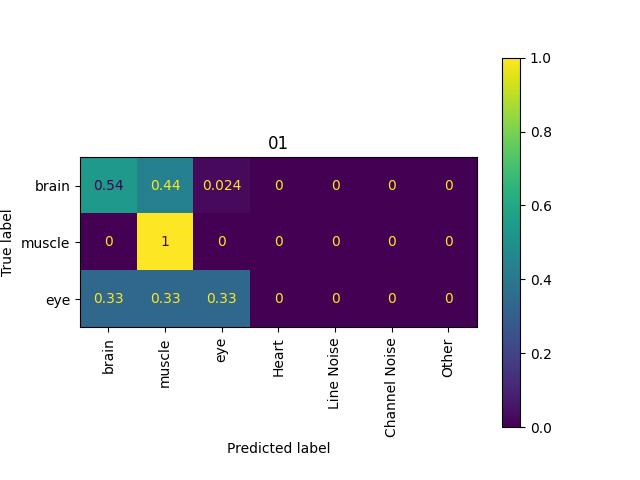 01
True label
brain 0.54 0.44 0.024 0 0 0 0
muscle 0 1 0 0 0 0 0
eye 0.33 0.33 0.33 0 0 0 0
brain muscle eye Heart Line Noise Channel Noise Other
Predicted label
1.0
0.8
0.6
0.4
0.2
0.0